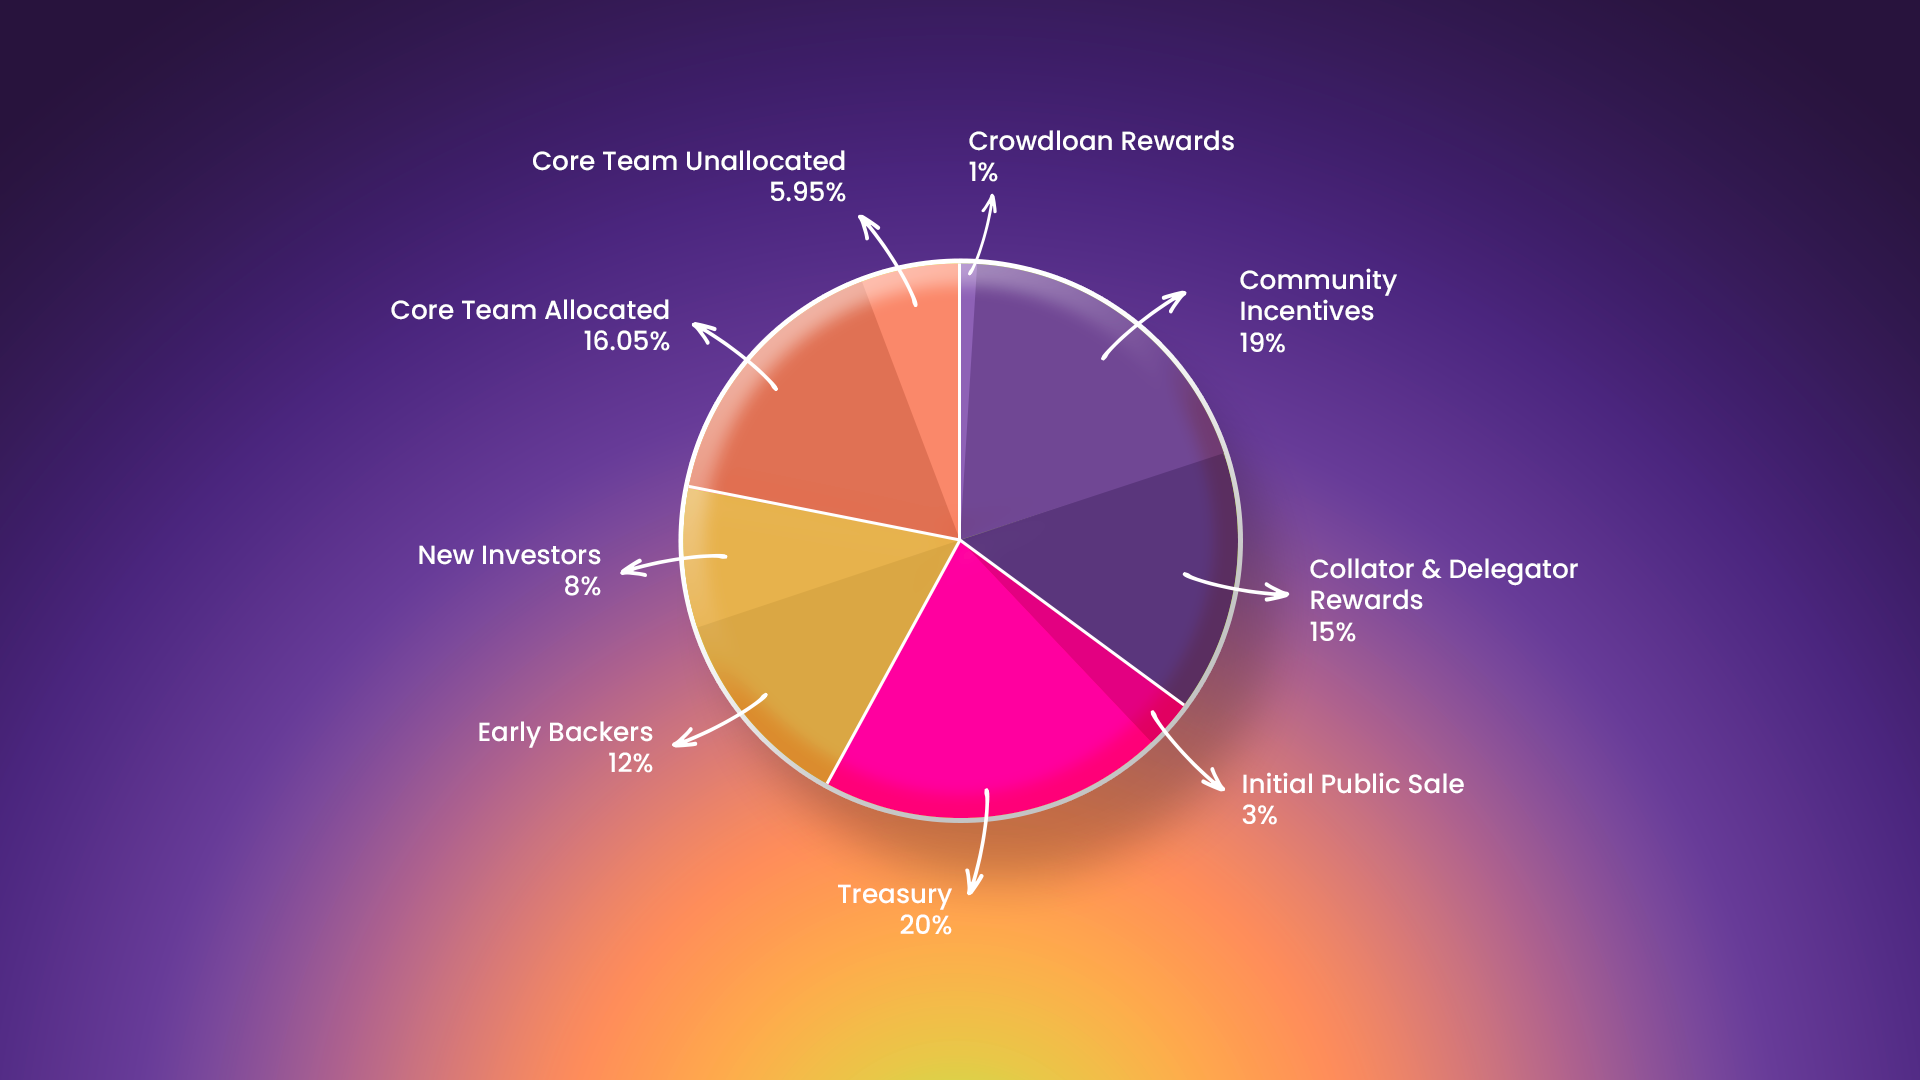 Crowdloan Rewards
1%
Community
Incentives
19%
Collator & Delegator
Rewards
15%
Initial Public Sale
3%
Treasury
20%
Early Backers
12%
New Investors
8%
Core Team Allocated
16.05%
Core Team Unallocated
5.95%